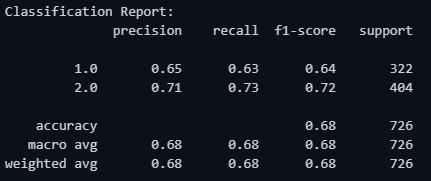 Classification Report:
precision recall f1-score support
1.0 0.65 0.63 0.64 322
2.0 0.71 0.73 0.72 404
accuracy 0.68 726
macro avg 0.68 0.68 0.68 726
weighted avg 0.68 0.68 0.68 726